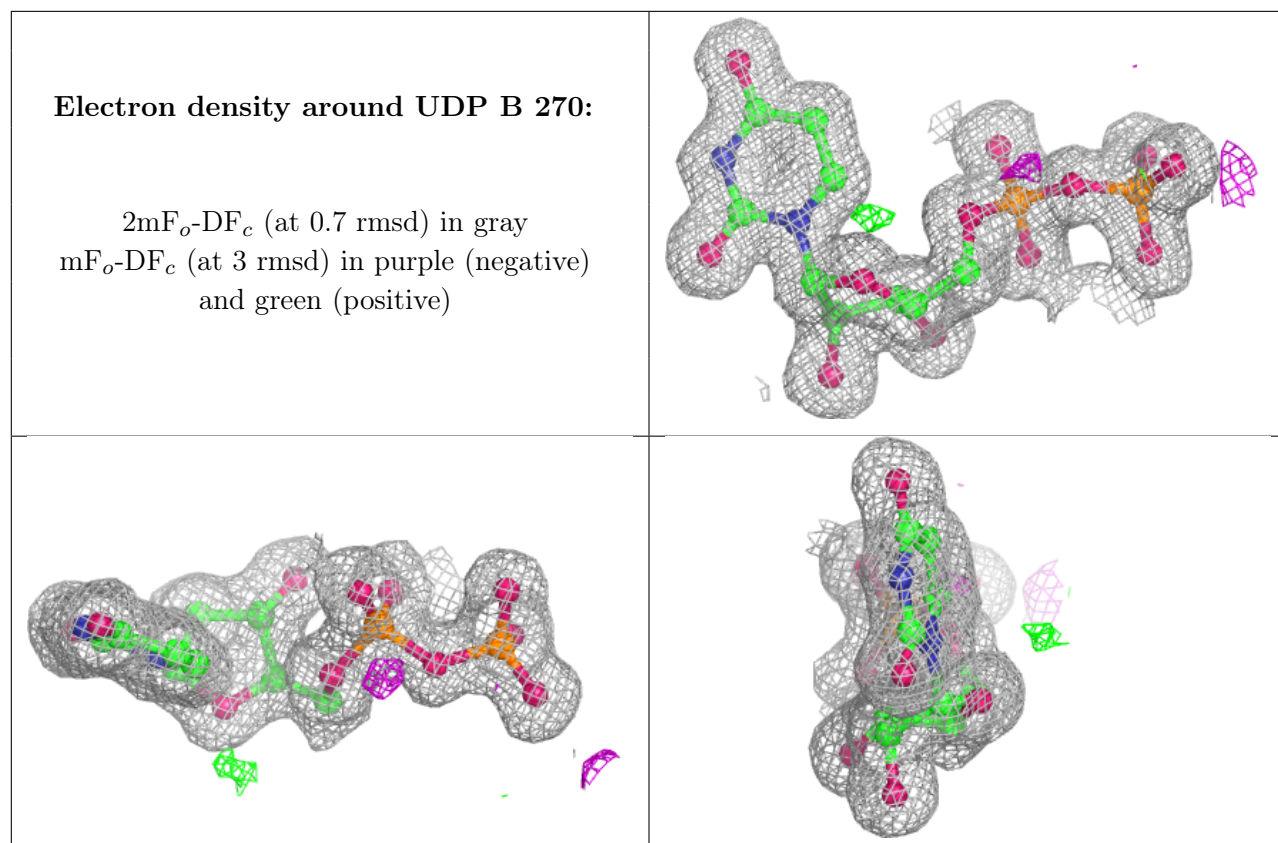 Electron density around UDP B 270:
2mFₒ-DF𝒸 (at 0.7 rmsd) in gray
mFₒ-DF𝒸 (at 3 rmsd) in purple (negative)
and green (positive)